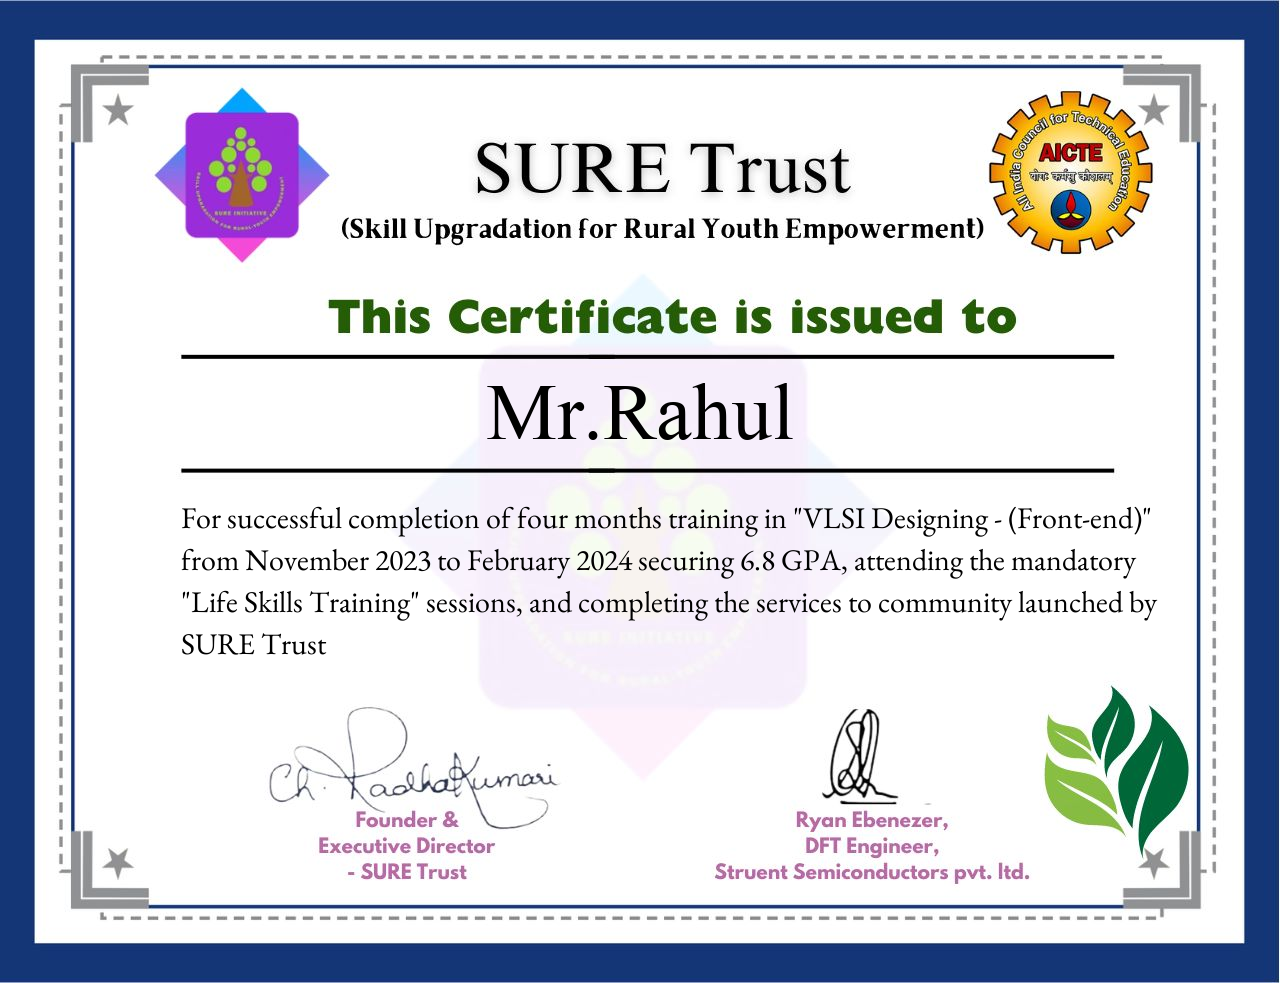 SKILL UPGRADATION FOR RURAL-YOUTH EMPOWERMENT
SURE INITIATIVE
SURE Trust
(Skill Upgradation for Rural Youth Empowerment)
All India Council for Technical Education
AICTE
योगः कर्मसु कौशलम्
This Certificate is issued to
Mr.Rahul
For successful completion of four months training in "VLSI Designing - (Front-end)"
from November 2023 to February 2024 securing 6.8 GPA, attending the mandatory
"Life Skills Training" sessions, and completing the services to community launched by
SURE Trust
SURE INITIATIVE
Ch. RadhaKumari
Founder &
Executive Director
- SURE Trust
Ryan Ebenezer,
DFT Engineer,
Struent Semiconductors pvt. ltd.